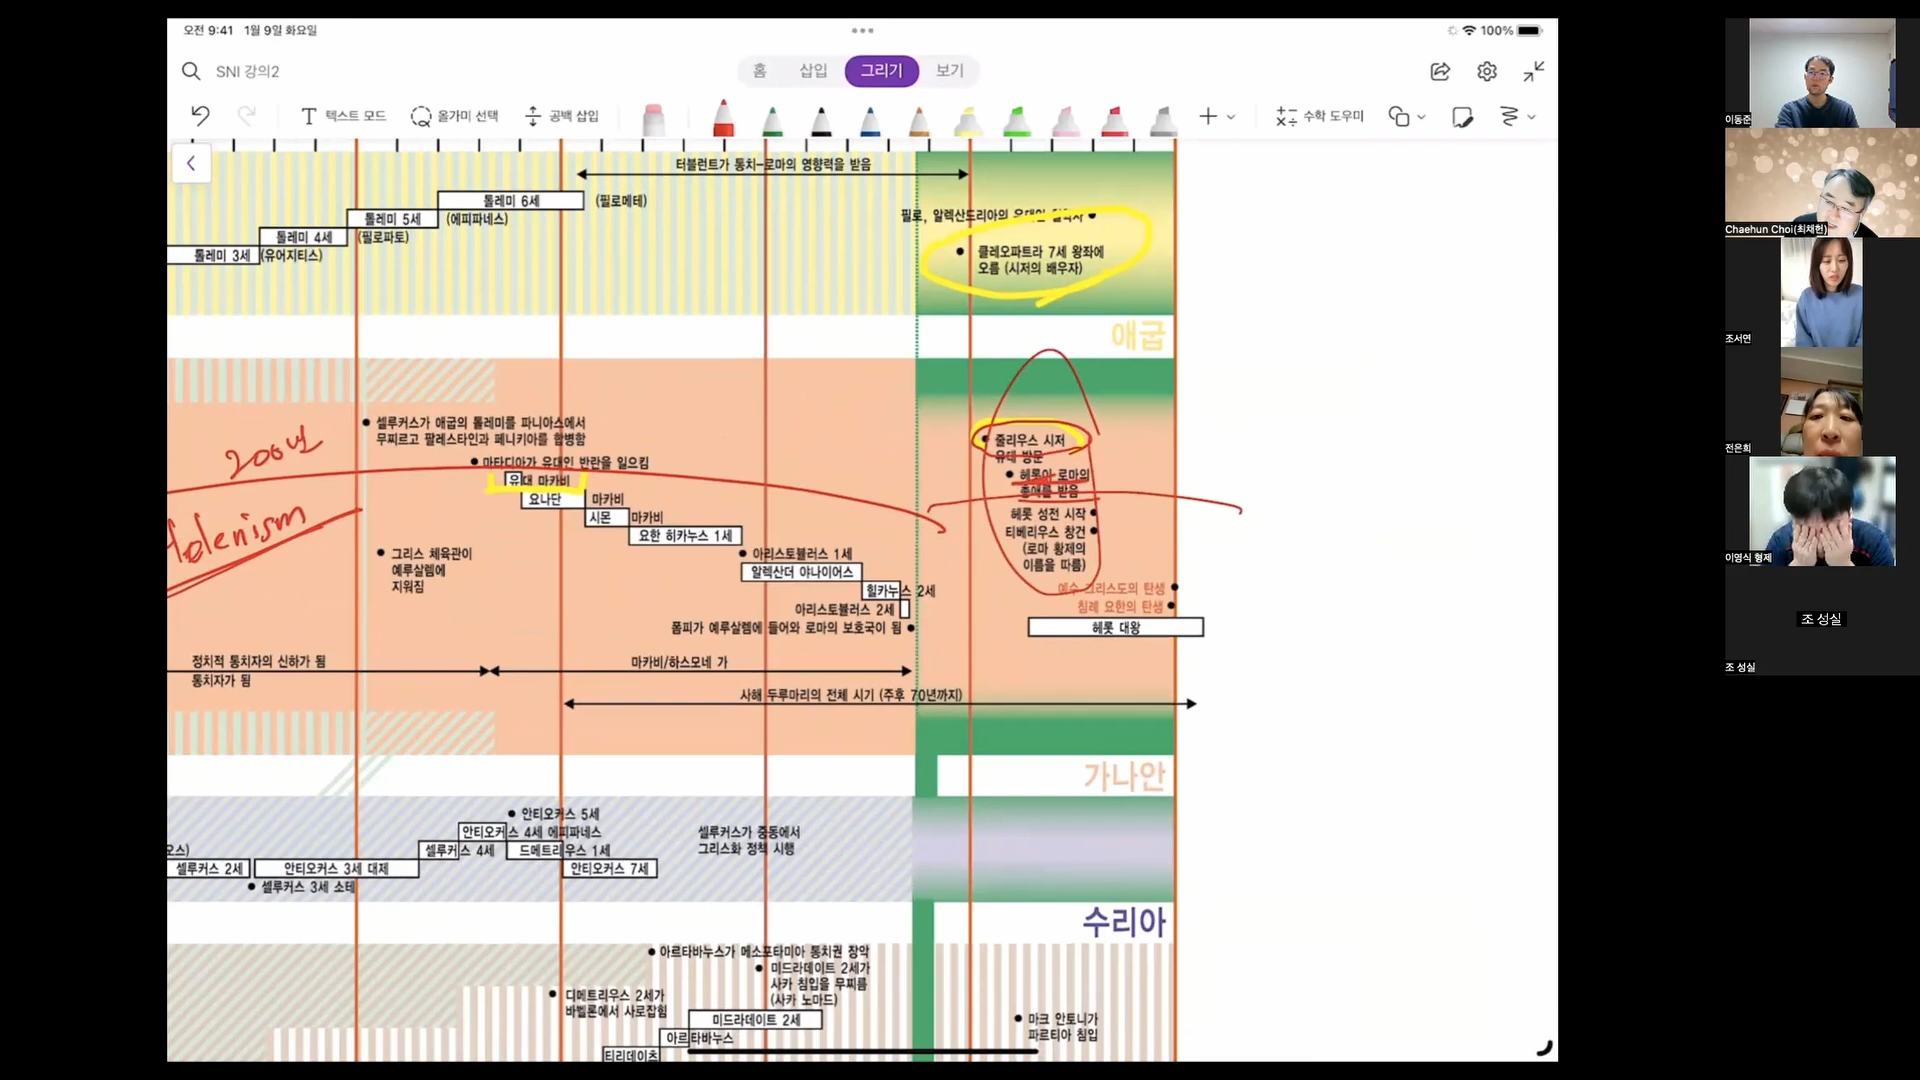 오전 9:41 1월 9일 화요일
100%
SNI 강의2
홈 삽입 그리기 보기
텍스트 모드 올가미 선택 공백 삽입 수학 도우미
터블런트가 통치-로마의 영향력을 받음
톨레미 6세 (필로메테)
톨레미 5세 (에피파네스)
톨레미 4세 (필로파토)
톨레미 3세 (유어지티스)
필로, 알렉산드리아의 유대인
클레오파트라 7세 왕좌에
오름 (시저의 배우자)
애굽
200년
Holenism
셀루커스가 애굽의 톨레미를 파니아스에서
무찌르고 팔레스타인과 페니키아를 합병함
마타디아가 유대인 반란을 일으킴
유대 마카비
요나단 마카비
시몬 마카비
요한 히카누스 1세
그리스 체육관이
예루살렘에
지워짐
아리스토뷸러스 1세
알렉산더 야나이어스
힐카누스 2세
아리스토뷸러스 2세
폼피가 예루살렘에 들어와 로마의 보호국이 됨
줄리우스 시저
유대 방문
헤롯이 로마의
총애를 받음
헤롯 성전 시작
티베리우스 창건
(로마 황제의
이름을 따름)
예수 그리스도의 탄생
침례 요한의 탄생
헤롯 대왕
정치적 통치자의 신하가 됨
통치자가 됨
마카비/하스모네 가
사해 두루마리의 전체 시기 (주후 70년까지)
가나안
안티오커스 5세
안티오커스 4세 에피파네스
셀루커스 4세 드메트리우스 1세
오스)
셀루커스 2세 안티오커스 3세 대제 안티오커스 7세
셀루커스 3세 소테
셀루커스가 중동에서
그리스화 정책 시행
수리아
아르타바누스가 메소포타미아 통치권 장악
미드라데이트 2세가
사카 침입을 무찌름
(사카 노마드)
디메트리우스 2세가
바벨론에서 사로잡힘
미드라데이트 2세
아르타바누스
티리데이츠
마크 안토니가
파르티아 침입
이동준
Chaehun Choi(최채헌)
조서연
전은희
이영식 형제
조 성실
조 성실